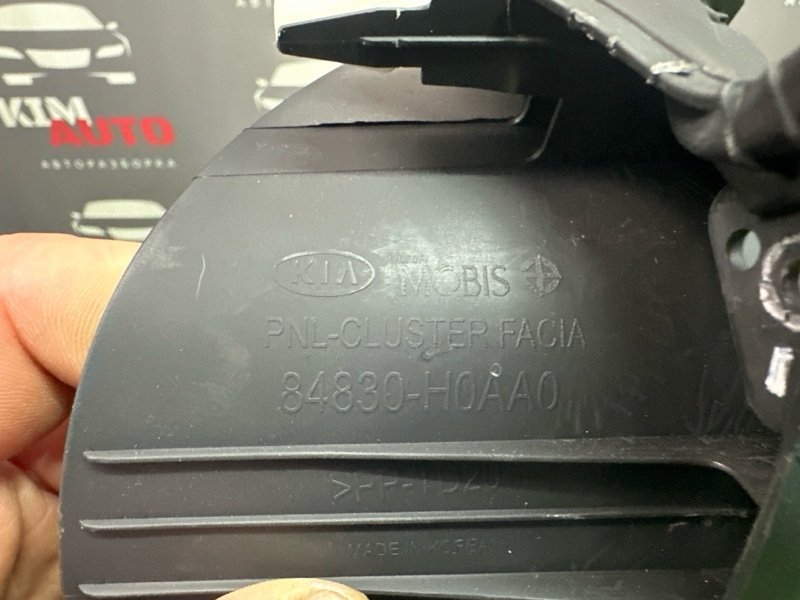 KIM
AUTO
АВТОРАЗБОРКА
KIA MOBIS
PNL-CLUSTER FACIA
84830-H0AA0
MADE IN KOREA